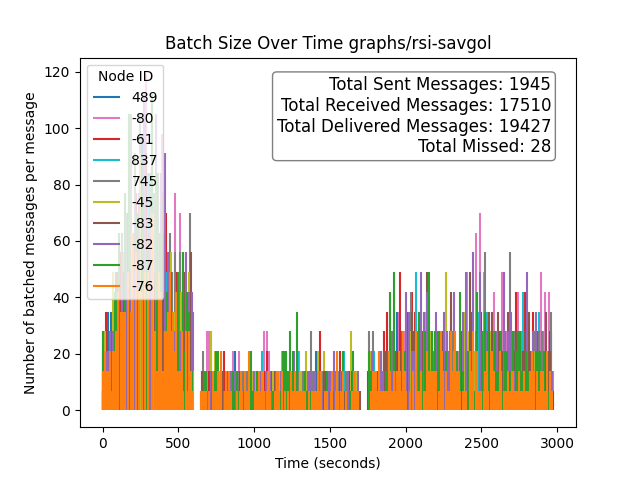 Batch Size Over Time graphs/rsi-savgol
Number of batched messages per message
120
100
80
60
40
20
0
Node ID
489
-80
-61
837
745
-45
-83
-82
-87
-76
Total Sent Messages: 1945
Total Received Messages: 17510
Total Delivered Messages: 19427
Total Missed: 28
0 500 1000 1500 2000 2500 3000
Time (seconds)